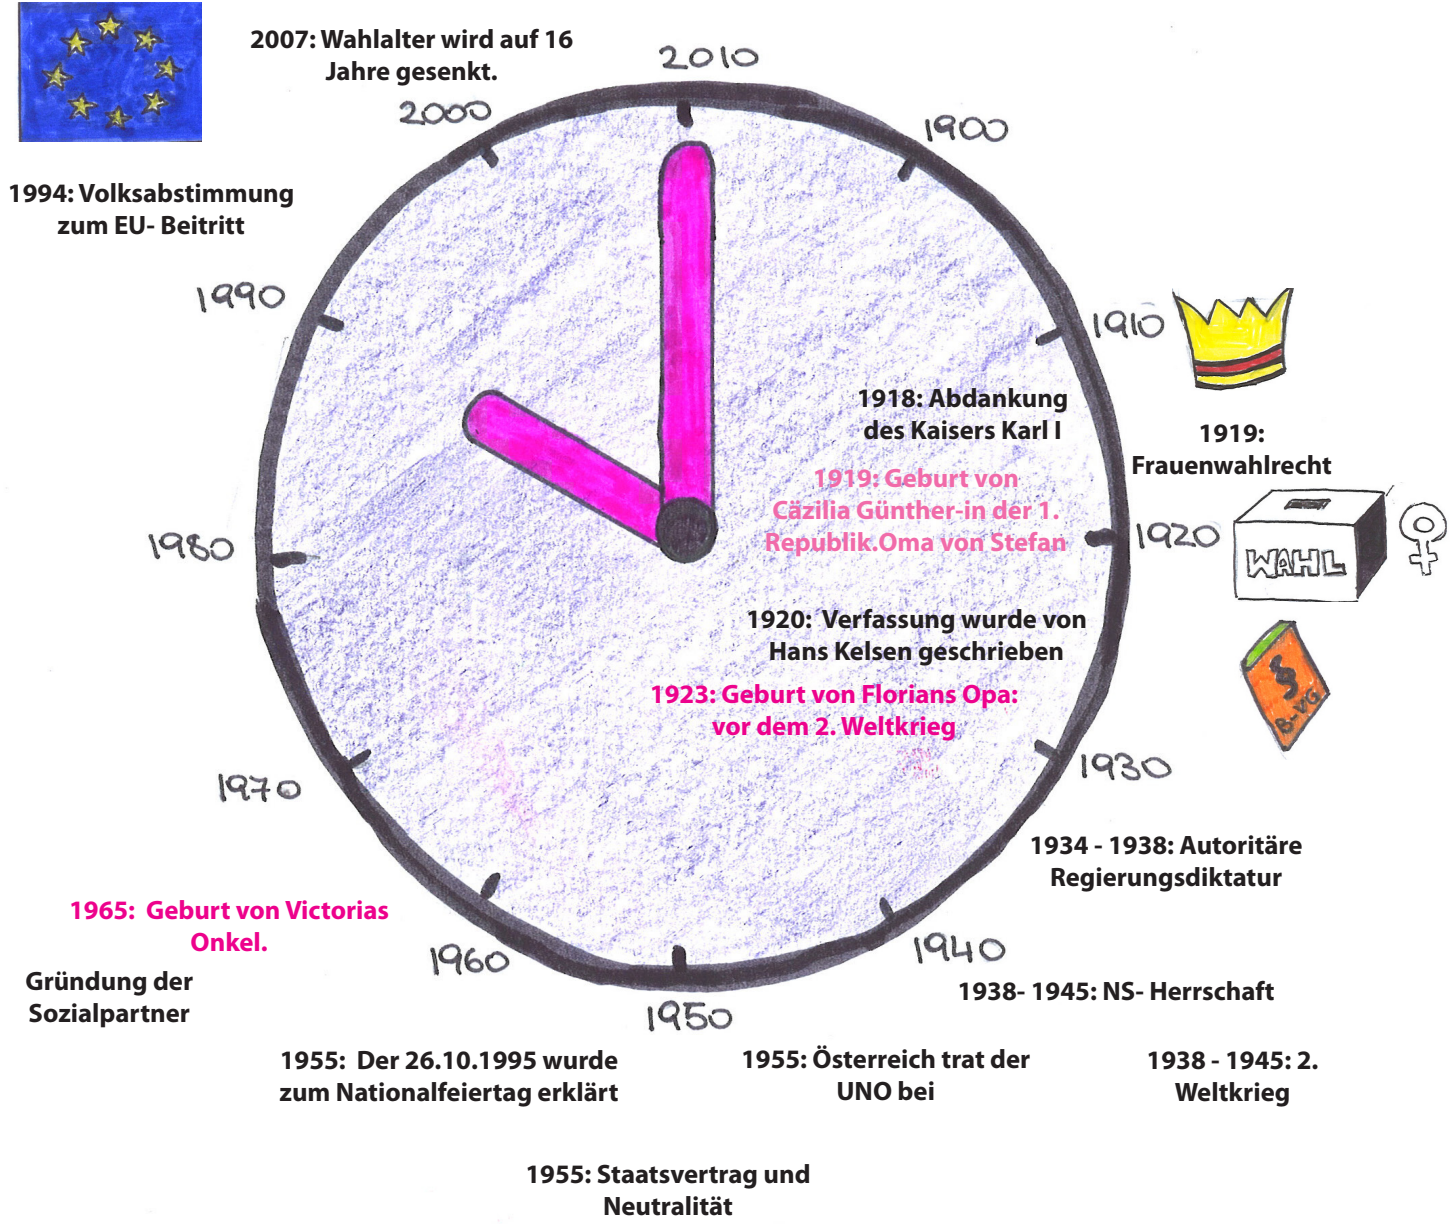 2007: Wahlalter wird auf 16
Jahre gesenkt.
2010
2000
1900
1994: Volksabstimmung
zum EU- Beitritt
1990
1910
1918: Abdankung
des Kaisers Karl I
1919:
Frauenwahlrecht
1919: Geburt von
Cäzilia Günther-in der 1.
Republik.Oma von Stefan
1980
1920
WAHL
1920:  Verfassung wurde von
Hans Kelsen geschrieben
§
B-VG
1923: Geburt von Florians Opa:
vor dem 2. Weltkrieg
1970
1930
1934 - 1938: Autoritäre
Regierungsdiktatur
1965:  Geburt von Victorias
Onkel.
1960
1940
Gründung der
Sozialpartner
1938- 1945: NS- Herrschaft
1950
1955:  Der 26.10.1995 wurde
zum Nationalfeiertag erklärt
1955: Österreich trat der
UNO bei
1938 - 1945: 2.
Weltkrieg
1955: Staatsvertrag und
Neutralität